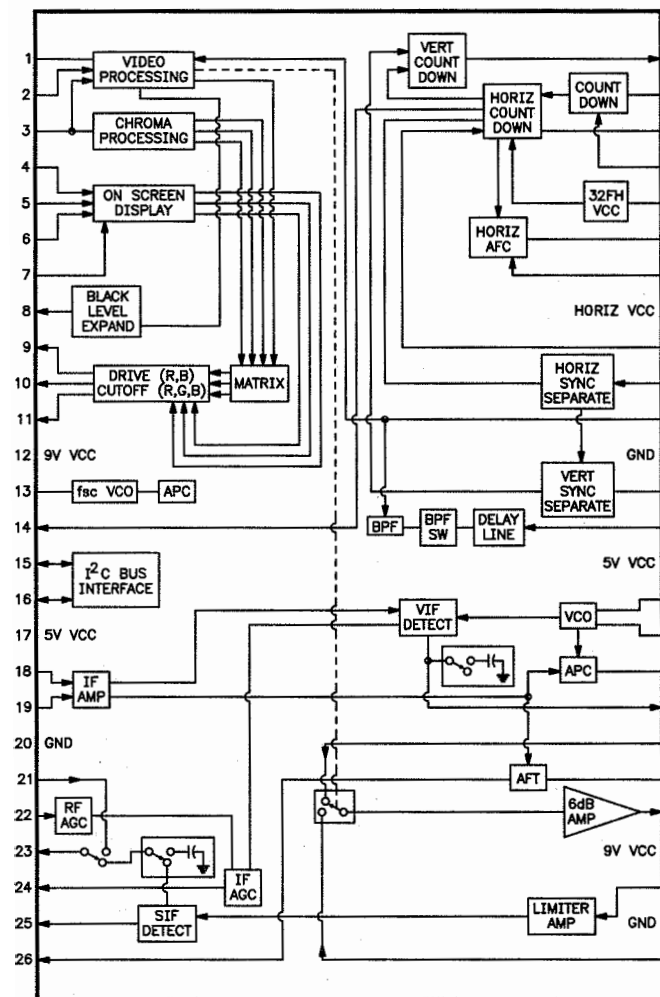 1
VIDEO
PROCESSING
VERT
COUNT
DOWN
2
HORIZ
COUNT
DOWN
COUNT
DOWN
3
CHROMA
PROCESSING
4
5
ON SCREEN
DISPLAY
32FH
VCC
6
HORIZ
AFC
7
8
BLACK
LEVEL
EXPAND
HORIZ VCC
9
10
DRIVE (R,B)
CUTOFF (R,G,B)
MATRIX
HORIZ
SYNC
SEPARATE
11
12
9V VCC
GND
13
fsc VCO
APC
VERT
SYNC
SEPARATE
14
BPF
BPF
SW
DELAY
LINE
15
I²C BUS
INTERFACE
5V VCC
16
VIF
DETECT
VCO
17
5V VCC
18
IF
AMP
APC
19
20
GND
21
AFT
22
RF
AGC
6dB
AMP
23
9V VCC
24
IF
AGC
25
SIF
DETECT
LIMITER
AMP
GND
26